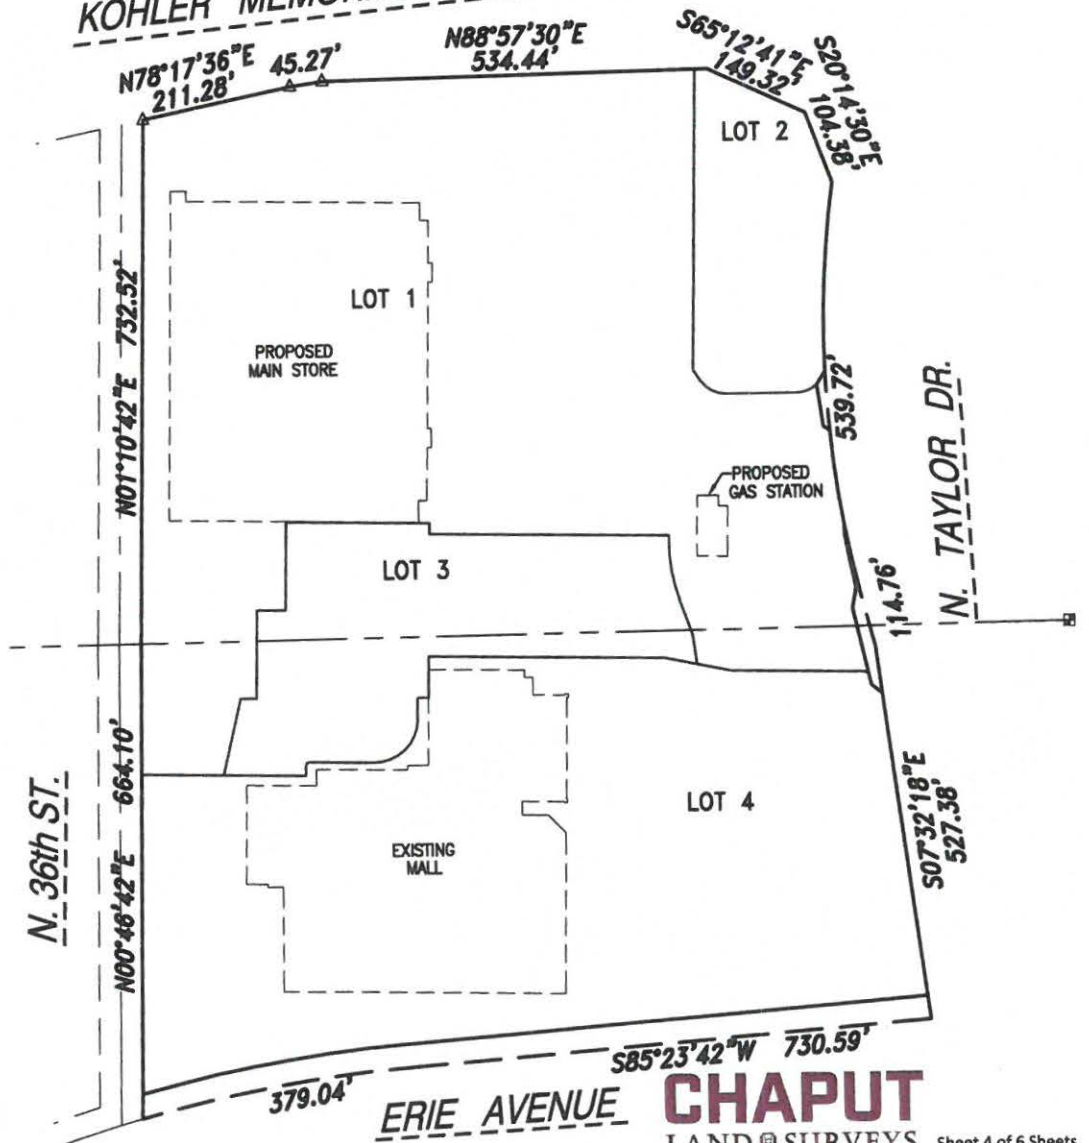 KOHLER
N78°17'36"E
211.28'
45.27'
N88°57'30"E
534.44'
S65°12'41"E
149.32'
S20°14'30"E
104.38'
LOT 2
LOT 1
PROPOSED
MAIN STORE
N01°10'42"E 732.52'
539.72'
N. TAYLOR DR.
PROPOSED
GAS STATION
LOT 3
114.76'
N00°46'42"E 664.10'
N. 36th ST.
LOT 4
EXISTING
MALL
S07°32'18"E
527.38'
S85°23'42"W 730.59'
379.04'
ERIE AVENUE
CHAPUT
LAND SURVEYS
Sheet 4 of 6 Sheets